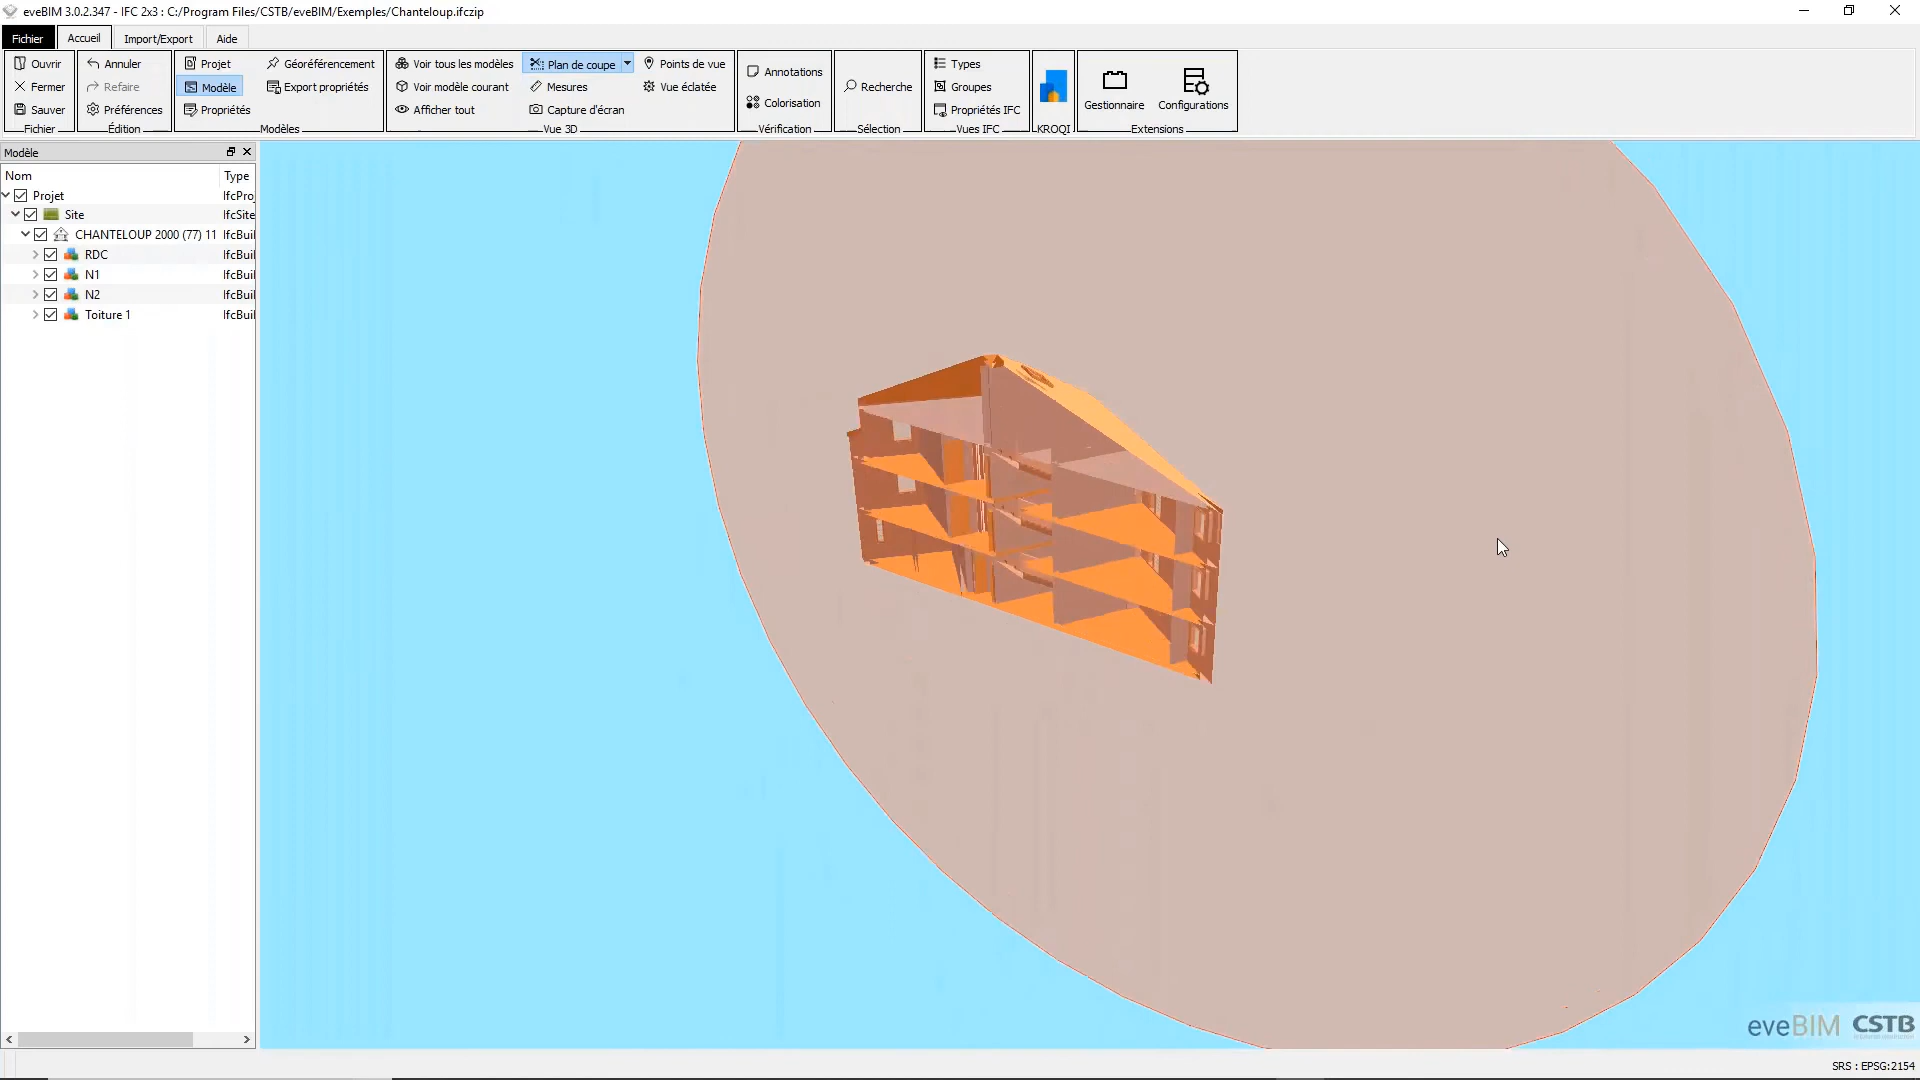 eveBIM 3.0.2.347 - IFC 2x3 : C:/Program Files/CSTB/eveBIM/Exemples/Chanteloup.ifczip
Fichier Accueil Import/Export Aide
Ouvrir Annuler Projet Géoréférencement Voir tous les modèles Plan de coupe Points de vue Annotations Types
Fermer Refaire Modèle Export propriétés Voir modèle courant Mesures Vue éclatée Recherche Groupes
Sauver Préférences Propriétés Afficher tout Capture d'écran Colorisation Propriétés IFC Gestionnaire Configurations
Fichier Édition Modèles Vue 3D Vérification Sélection Vues IFC KROQI Extensions
Modèle
Nom Type
Projet IfcProj
Site IfcSite
CHANTELOUP 2000 (77) 11 IfcBuil
RDC IfcBuil
N1 IfcBuil
N2 IfcBuil
Toiture 1 IfcBuil
eveBIM CSTB
SRS : EPSG:2154